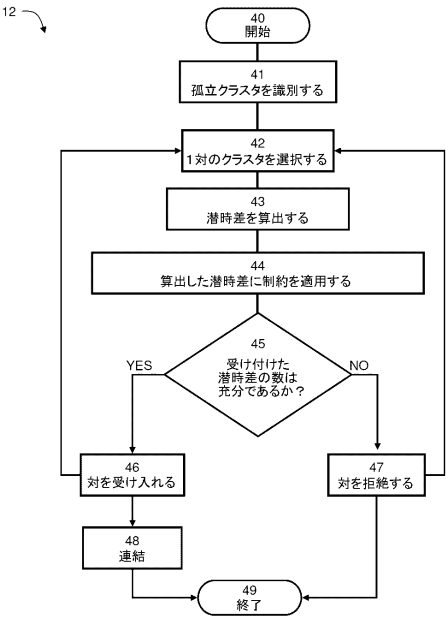 12
40
開始
41
孤立クラスタを識別する
42
1対のクラスタを選択する
43
潜時差を算出する
44
算出した潜時差に制約を適用する
45
受け付けた
潜時差の数は
充分であるか?
YES
NO
46
対を受け入れる
47
対を拒絶する
48
連結
49
終了